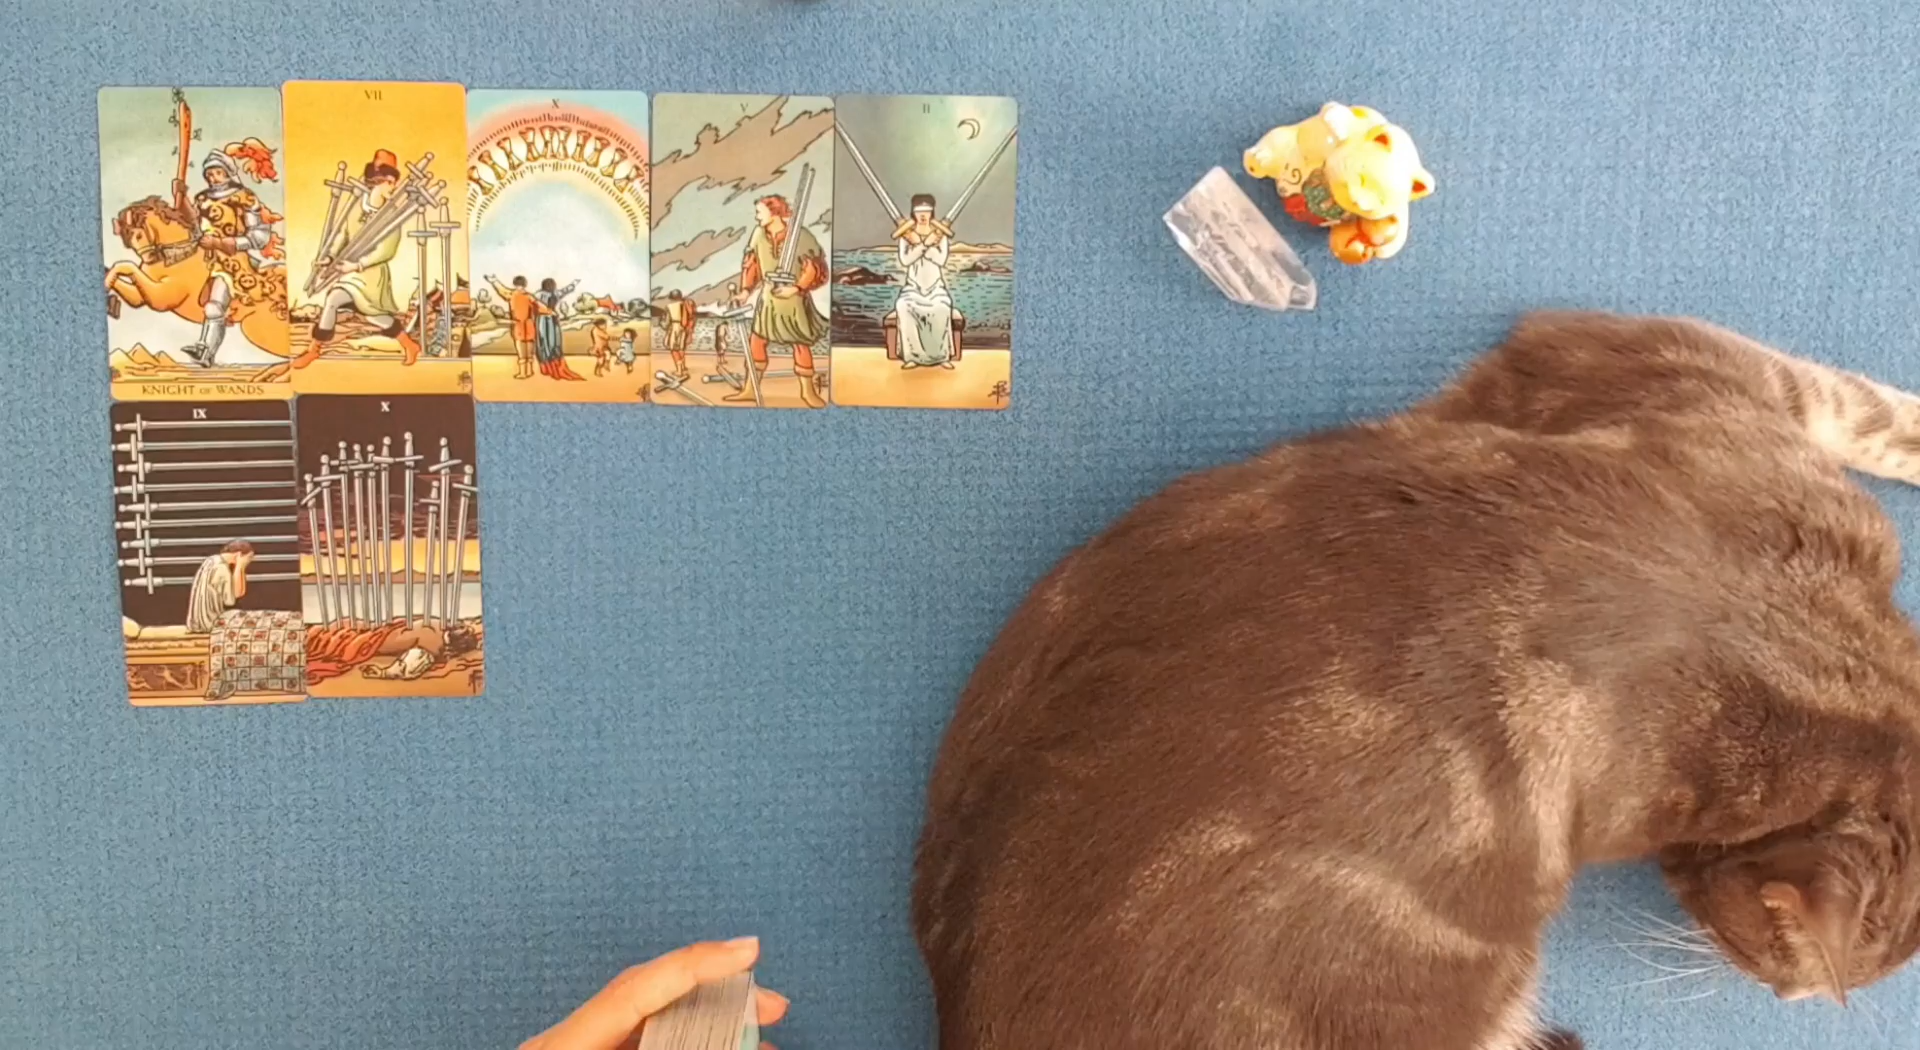 VII
X
V
II
KNIGHT OF WANDS
IX
X